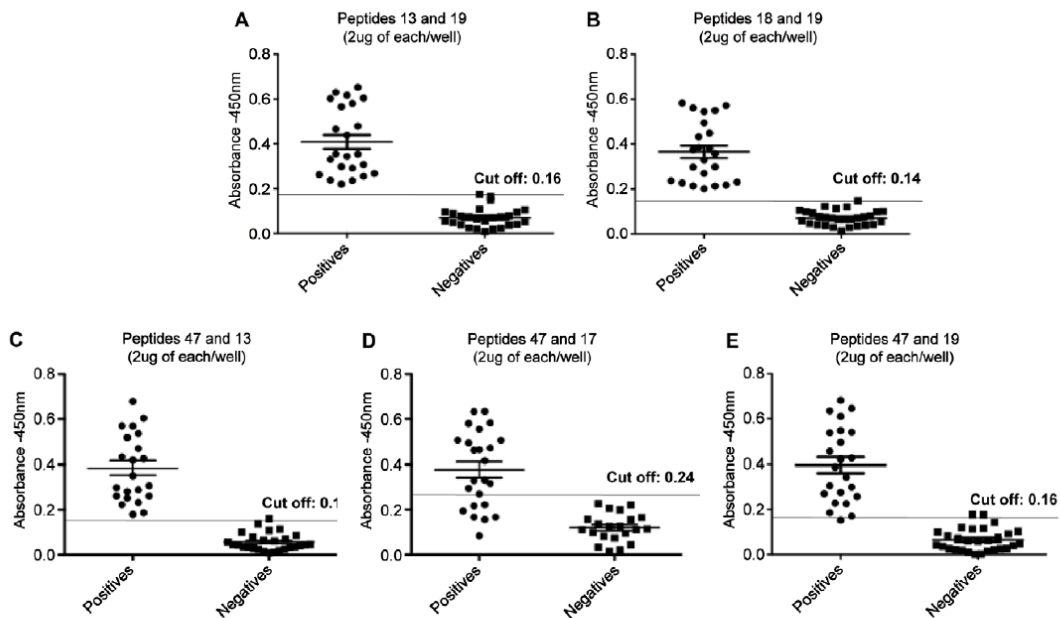 A
Peptides 13 and 19
(2ug of each/well)
Absorbance -450nm
0.8
0.6
0.4
0.2
0.0
Cut off: 0.16
Positives
Negatives
B
Peptides 18 and 19
(2ug of each/well)
Absorbance -450nm
0.8
0.6
0.4
0.2
0.0
Cut off: 0.14
Positives
Negatives
C
Peptides 47 and 13
(2ug of each/well)
Absorbance -450nm
0.8
0.6
0.4
0.2
0.0
Cut off: 0.1
Positives
Negatives
D
Peptides 47 and 17
(2ug of each/well)
Absorbance -450nm
0.8
0.6
0.4
0.2
0.0
Cut off: 0.24
Positives
Negatives
E
Peptides 47 and 19
(2ug of each/well)
Absorbance -450nm
0.8
0.6
0.4
0.2
0.0
Cut off: 0.16
Positives
Negatives